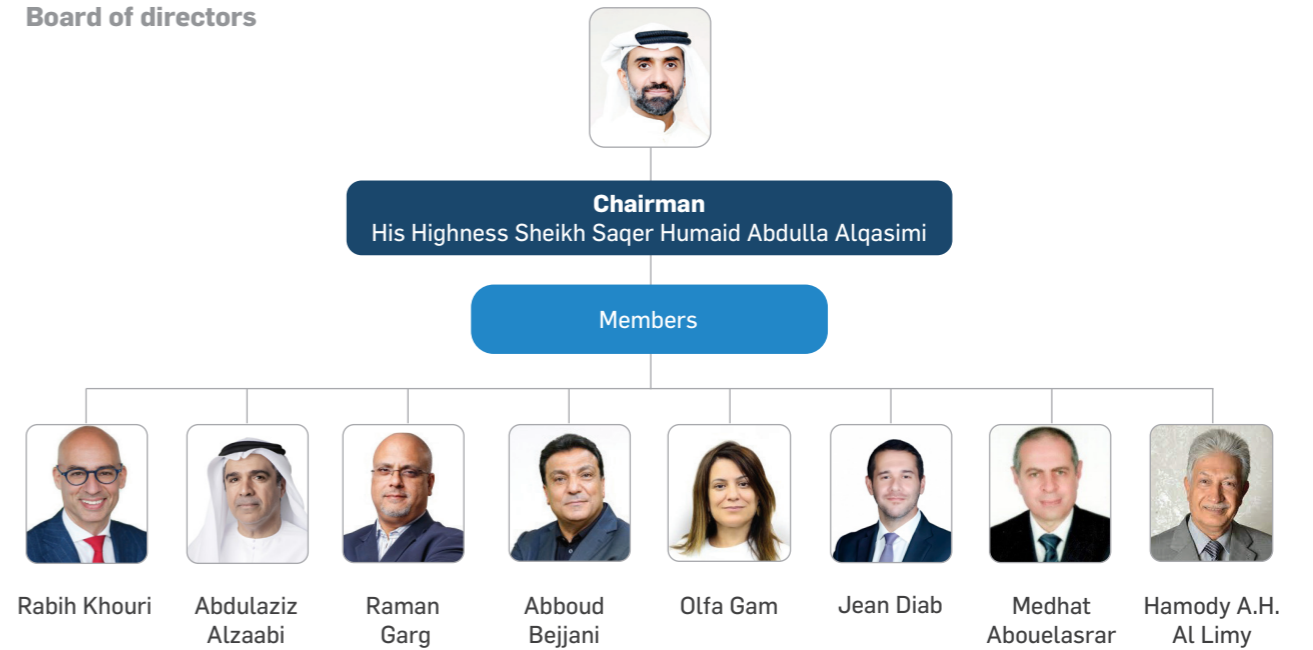 Board of directors
Chairman
His Highness Sheikh Saqer Humaid Abdulla Alqasimi
Members
Rabih Khouri
Abdulaziz
Alzaabi
Raman
Garg
Abboud
Bejjani
Olfa Gam
Jean Diab
Medhat
Abouelasrar
Hamody A.H.
Al Limy